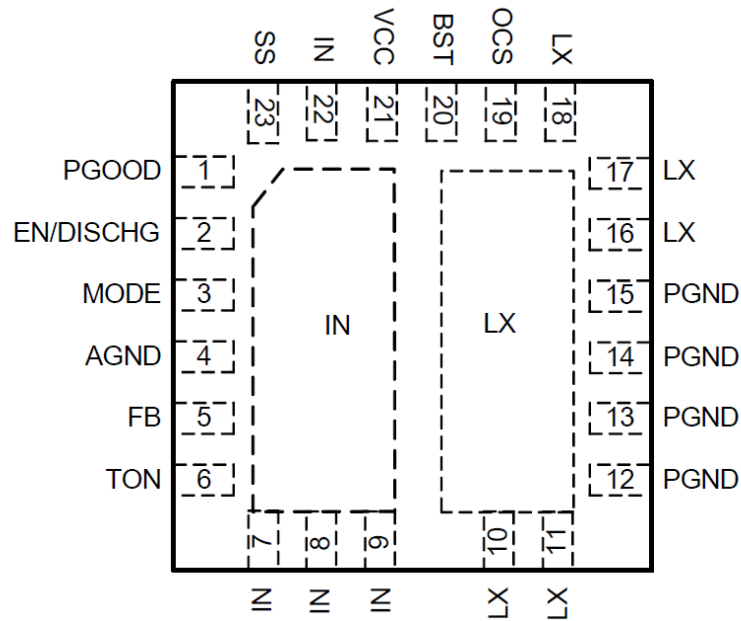 SS IN VCC BST OCS LX
23 22 21 20 19 18
PGOOD 1 17 LX
EN/DISCHG 2 16 LX
MODE 3 15 PGND
IN LX
AGND 4 14 PGND
FB 5 13 PGND
TON 6 12 PGND
7 8 9 10 11
IN IN IN LX LX